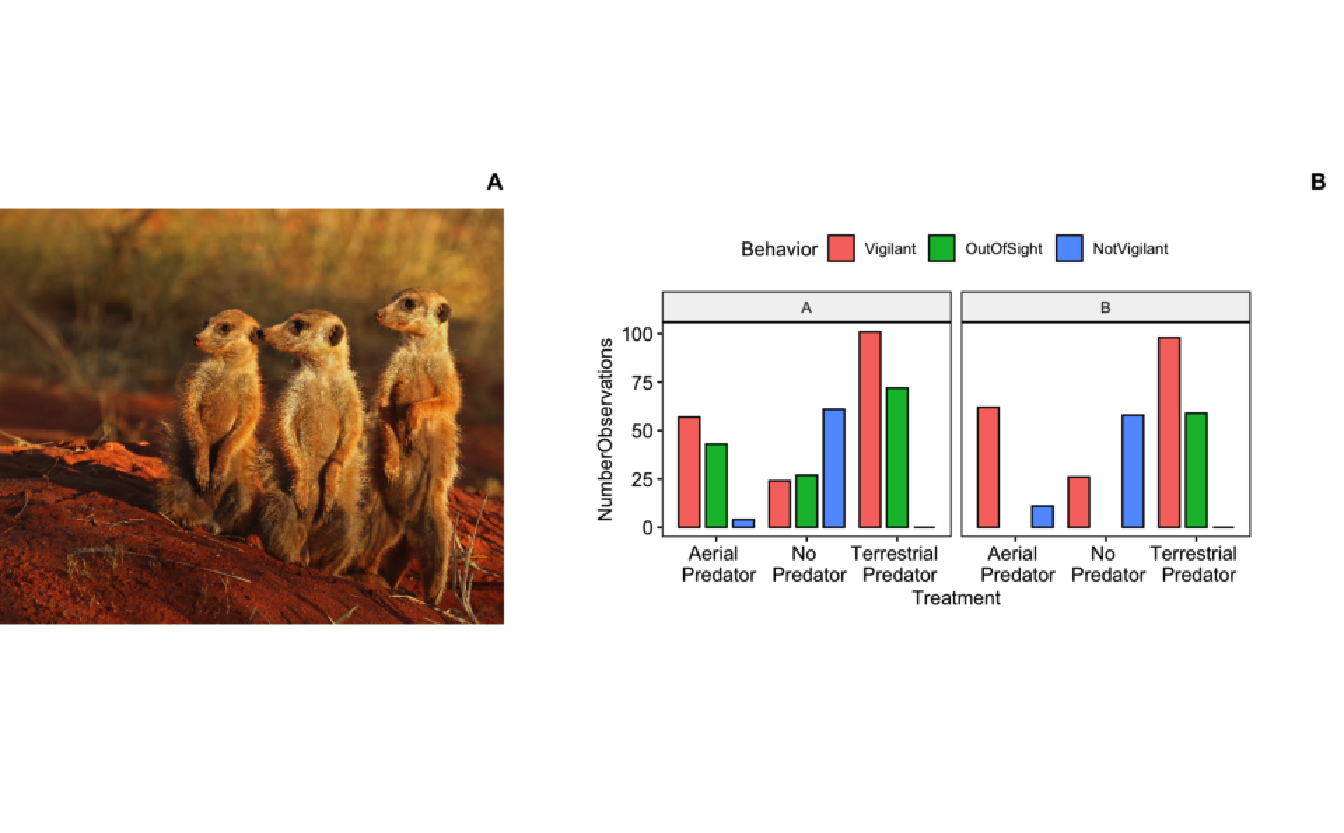 A
B
Behavior Vigilant OutOfSight NotVigilant
A
B
NumberObservations
100
75
50
25
0
Aerial Predator
No Predator
Terrestrial Predator
Aerial Predator
No Predator
Terrestrial Predator
Treatment